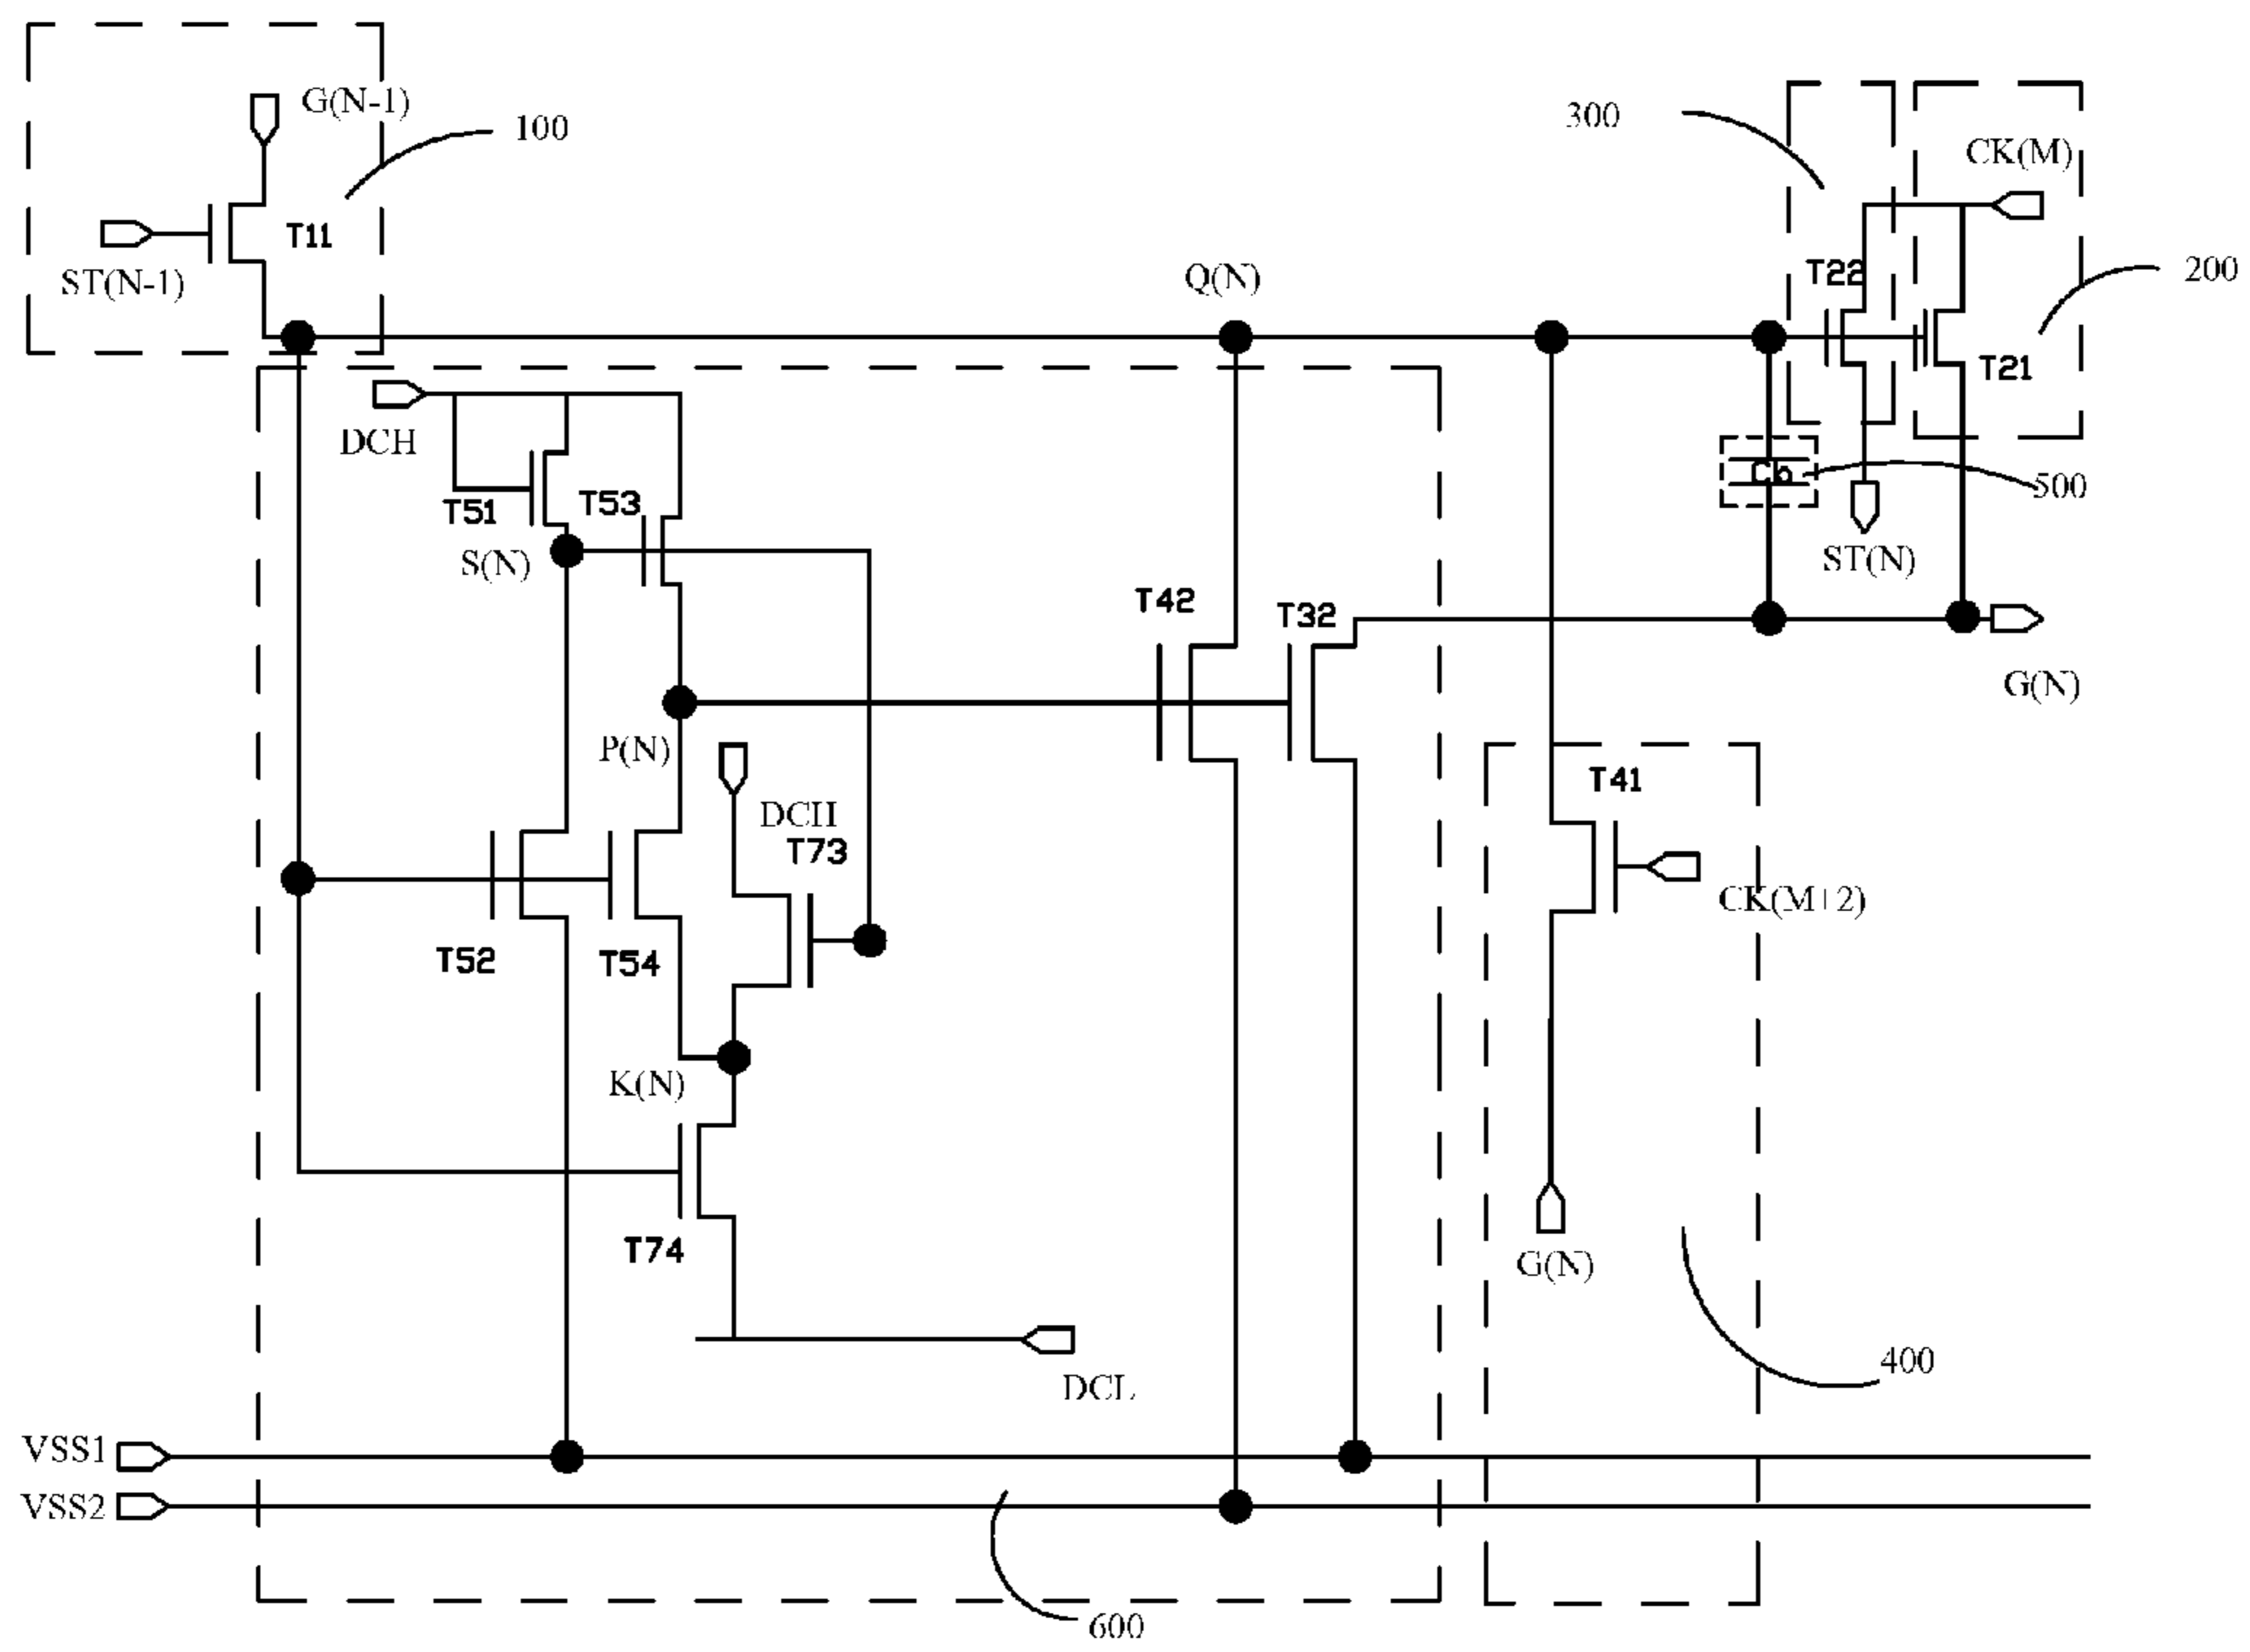 G(N-1)
100
300
CK(M)
T11
ST(N-1)
Q(N)
T22
200
T21
DCH
Cb
500
T51
T53
S(N)
ST(N)
T42
T32
G(N)
P(N)
T41
DCH
T73
CK(M+2)
T52
T54
K(N)
T74
G(N)
400
DCL
VSS1
VSS2
600